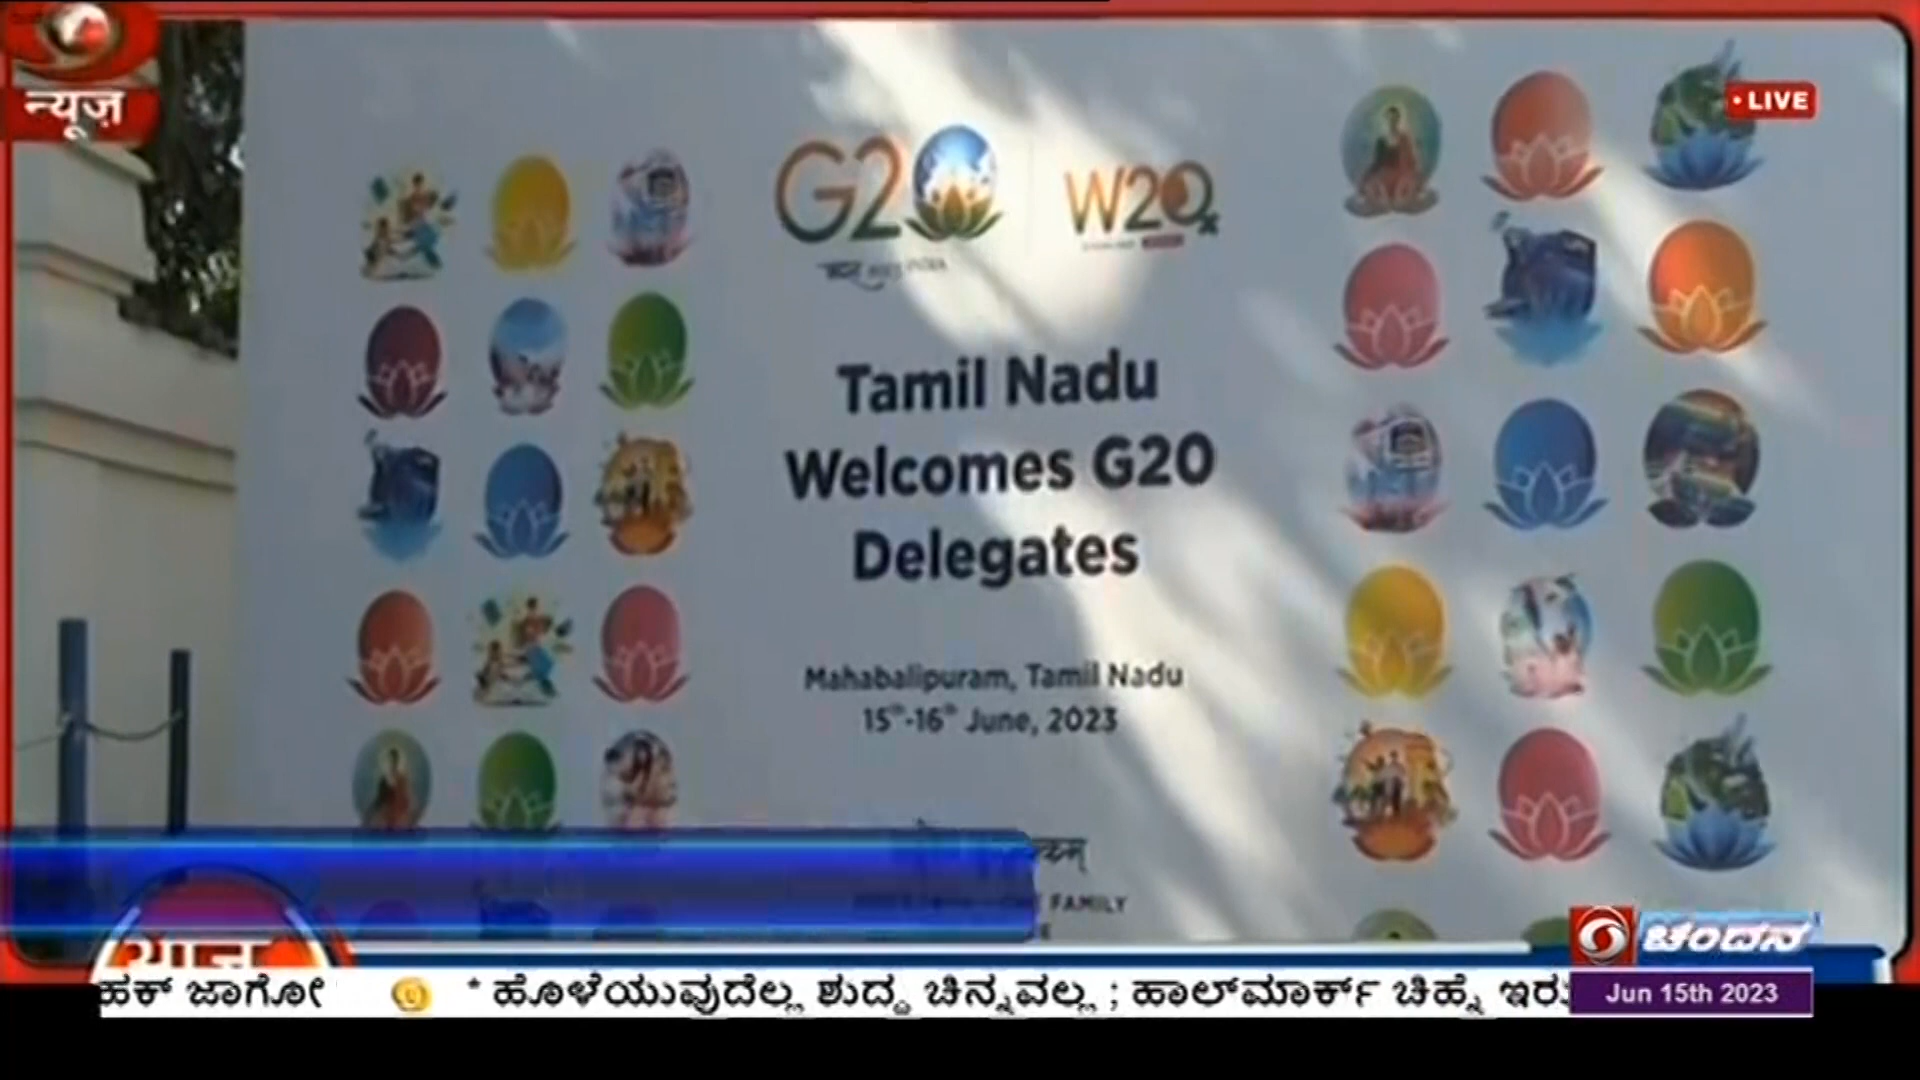 न्यूज़
LIVE
G20
W20
Tamil Nadu
Welcomes G20
Delegates
Mahabalipuram, Tamil Nadu
15th-16th June, 2023
FAMILY
ಚಂದನ
ಹಕ್ ಜಾಗೋ * ಹೊಳೆಯುವುದೆಲ್ಲ ಶುದ್ಧ ಚಿನ್ನವಲ್ಲ ; ಹಾಲ್‌ಮಾರ್ಕ್ ಚಿಹ್ನೆ
Jun 15th 2023